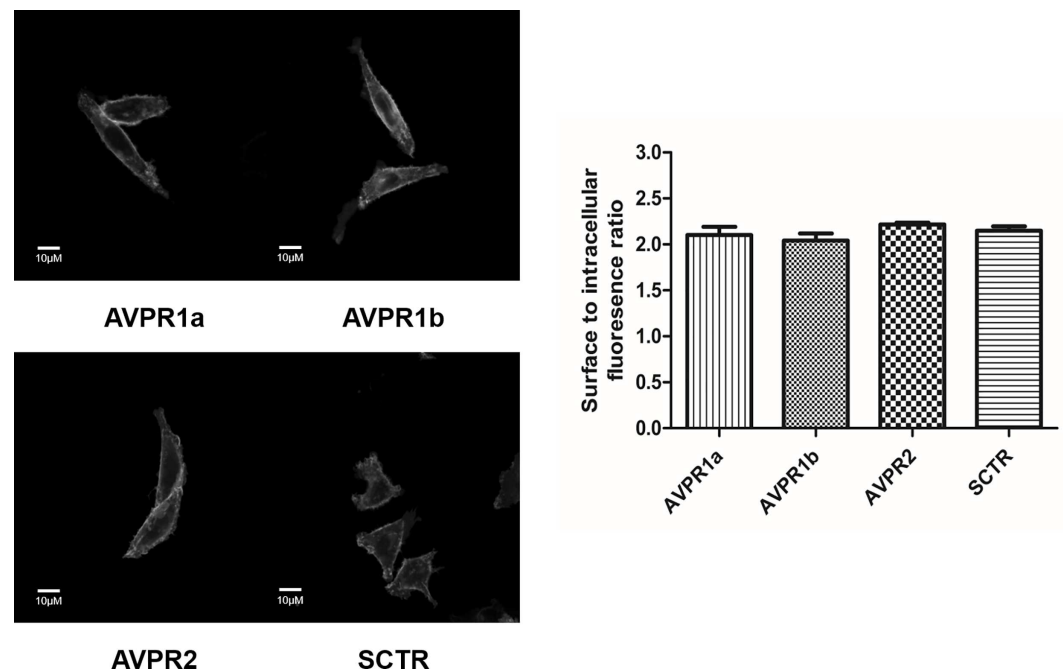 10µM
10µM
AVPR1a
AVPR1b
10µM
10µM
AVPR2
SCTR
Surface to intracellular
fluoresence ratio
3.0
2.5
2.0
1.5
1.0
0.5
0.0
AVPR1a
AVPR1b
AVPR2
SCTR